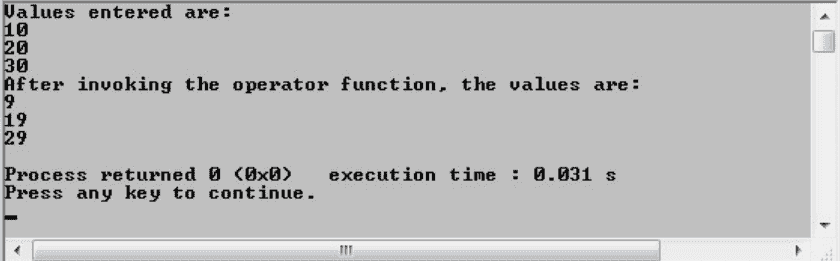 Values entered are:
10
20
30
After invoking the operator function, the values are:
9
19
29
Process returned 0 (0x0)   execution time : 0.031 s
Press any key to continue.